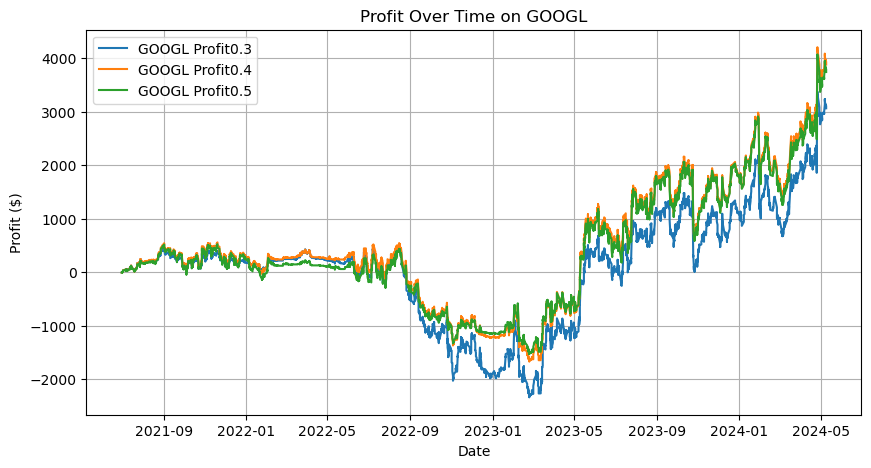 Profit Over Time on GOOGL
GOOGL Profit0.3
GOOGL Profit0.4
GOOGL Profit0.5
Profit ($)
4000
3000
2000
1000
0
−1000
−2000
2021-09 2022-01 2022-05 2022-09 2023-01 2023-05 2023-09 2024-01 2024-05
Date